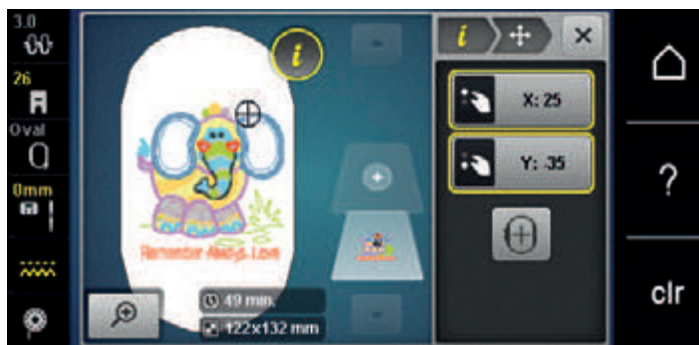 3.0
26
Oval
0mm
i
i
X: 25
Y: -35
?
clr
Remember Always Love
49 min.
122x132 mm